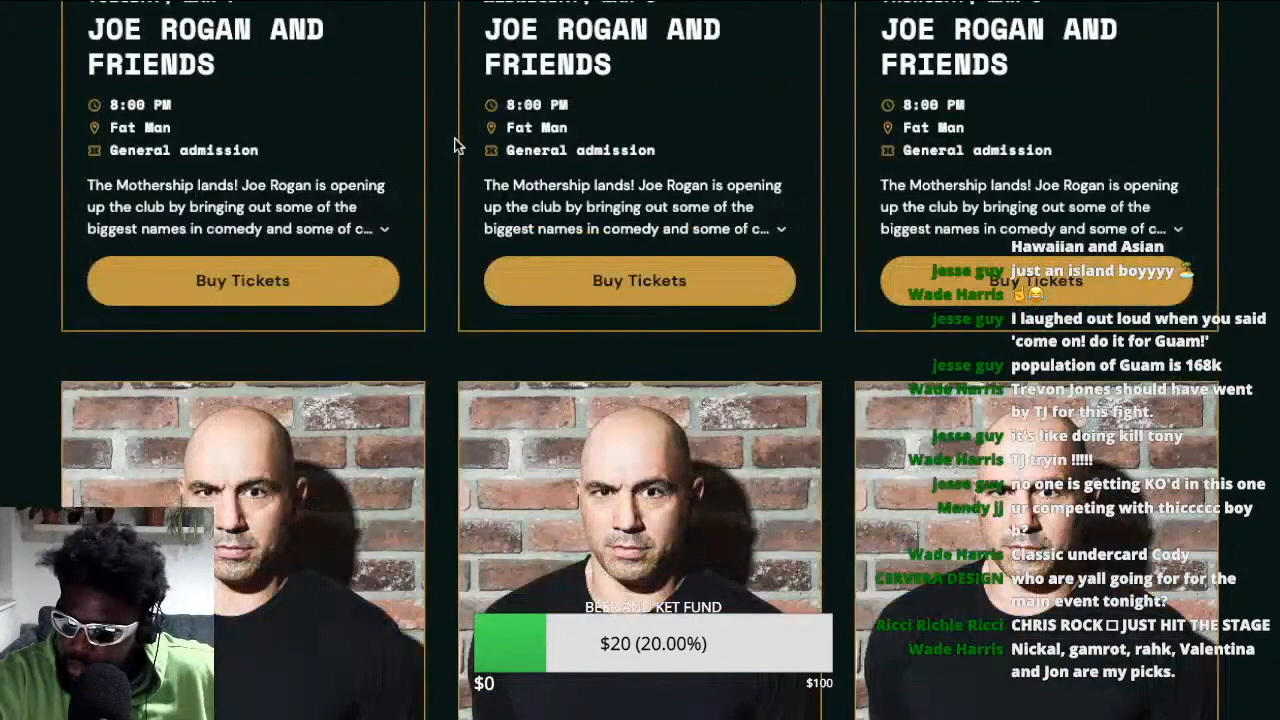 JOE ROGAN AND
FRIENDS
8:00 PM
Fat Man
General admission
The Mothership lands! Joe Rogan is opening
up the club by bringing out some of the
biggest names in comedy and some of c...
Buy Tickets
JOE ROGAN AND
FRIENDS
8:00 PM
Fat Man
General admission
The Mothership lands! Joe Rogan is opening
up the club by bringing out some of the
biggest names in comedy and some of c...
Buy Tickets
JOE ROGAN AND
FRIENDS
8:00 PM
Fat Man
General admission
The Mothership lands! Joe Rogan is opening
up the club by bringing out some of the
biggest names in comedy and some of c...
Buy Tickets
Hawaiian and Asian
jesse guy just an island boyyyy 🏝️
Wade Harris ☝️😂
jesse guy I laughed out loud when you said
'come on! do it for Guam!'
jesse guy population of Guam is 168k
Wade Harris Trevon Jones should have went
by TJ for this fight.
jesse guy it's like doing kill tony
Wade Harris TJ tryin !!!!!
jesse guy no one is getting KO'd in this one
Mandy jj ur competing with thiccccc boy
b?
Wade Harris Classic undercard Cody
CERVERA DESIGN who are yall going for for the
main event tonight?
Ricci Richie Ricci CHRIS ROCK □ JUST HIT THE STAGE
Wade Harris Nickal, gamrot, rahk, Valentina
and Jon are my picks.
BEER AND KET FUND
$20 (20.00%)
$0
$100